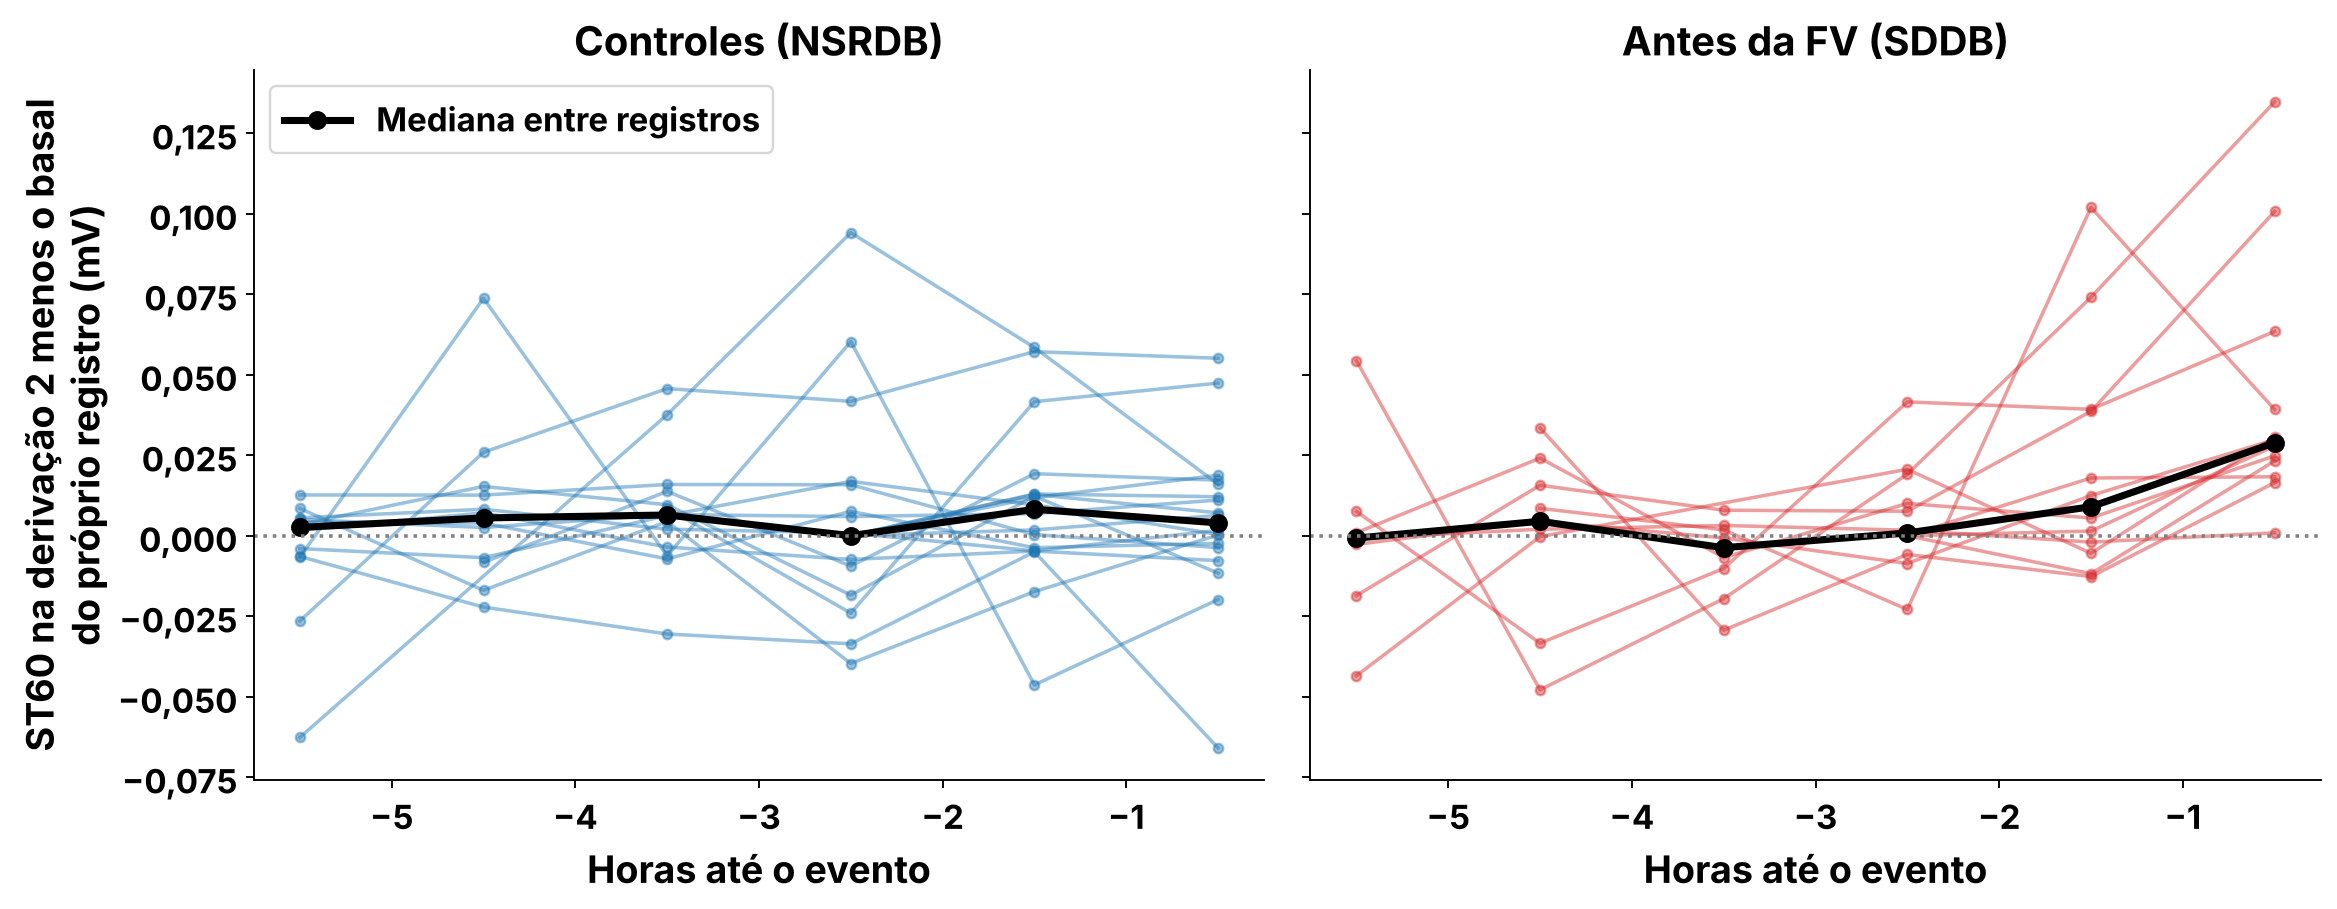 Controles (NSRDB)
Antes da FV (SDDB)
Mediana entre registros
ST60 na derivação 2 menos o basal
do próprio registro (mV)
0,125
0,100
0,075
0,050
0,025
0,000
−0,025
−0,050
−0,075
−5
−4
−3
−2
−1
−5
−4
−3
−2
−1
Horas até o evento
Horas até o evento